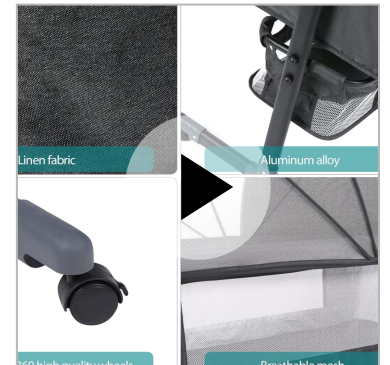 Linen fabric
Aluminum alloy
360 high quality wheels
Breathable mesh